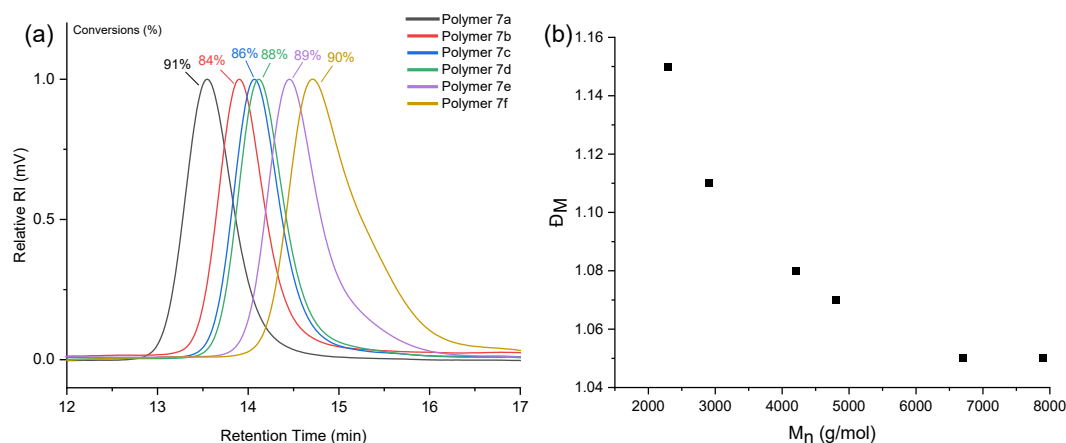 (a)
Conversions (%)
Polymer 7a
Polymer 7b
Polymer 7c
Polymer 7d
Polymer 7e
Polymer 7f
91%
84%
86%
88%
89%
90%
1.0
0.5
0.0
Relative RI (mV)
12 13 14 15 16 17
Retention Time (min)
(b)
1.16
1.14
1.12
1.10
1.08
1.06
1.04
ĐM
2000 3000 4000 5000 6000 7000 8000
Mn (g/mol)